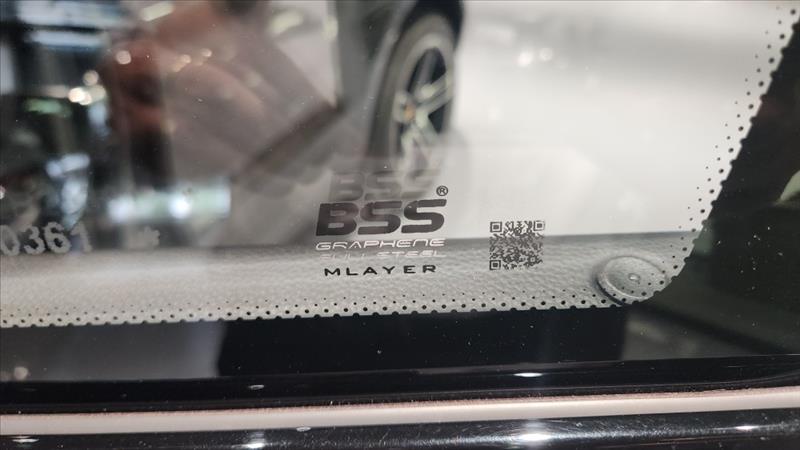 BSS®
GRAPHENE
FULL STEEL
MLAYER
0361